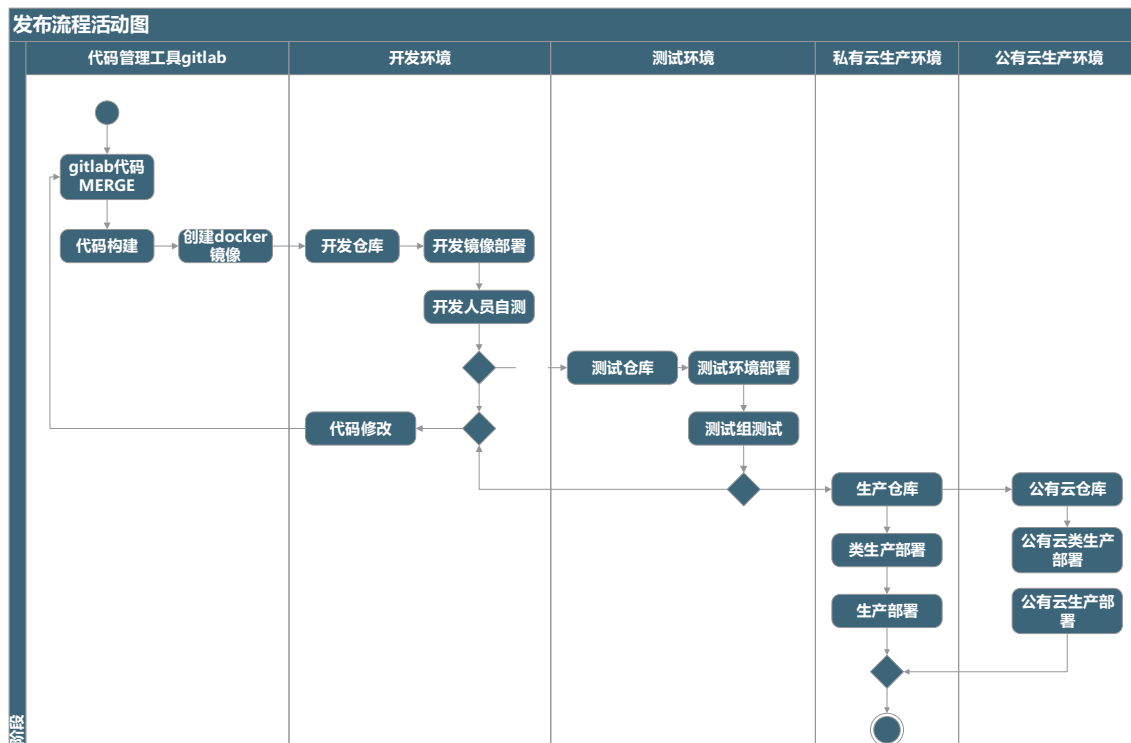 发布流程活动图
代码管理工具gitlab
开发环境
测试环境
私有云生产环境
公有云生产环境
gitlab代码
MERGE
代码构建
创建docker
镜像
开发仓库
开发镜像部署
开发人员自测
测试仓库
测试环境部署
代码修改
测试组测试
生产仓库
公有云仓库
类生产部署
公有云类生产
部署
生产部署
公有云生产部
署
阶段